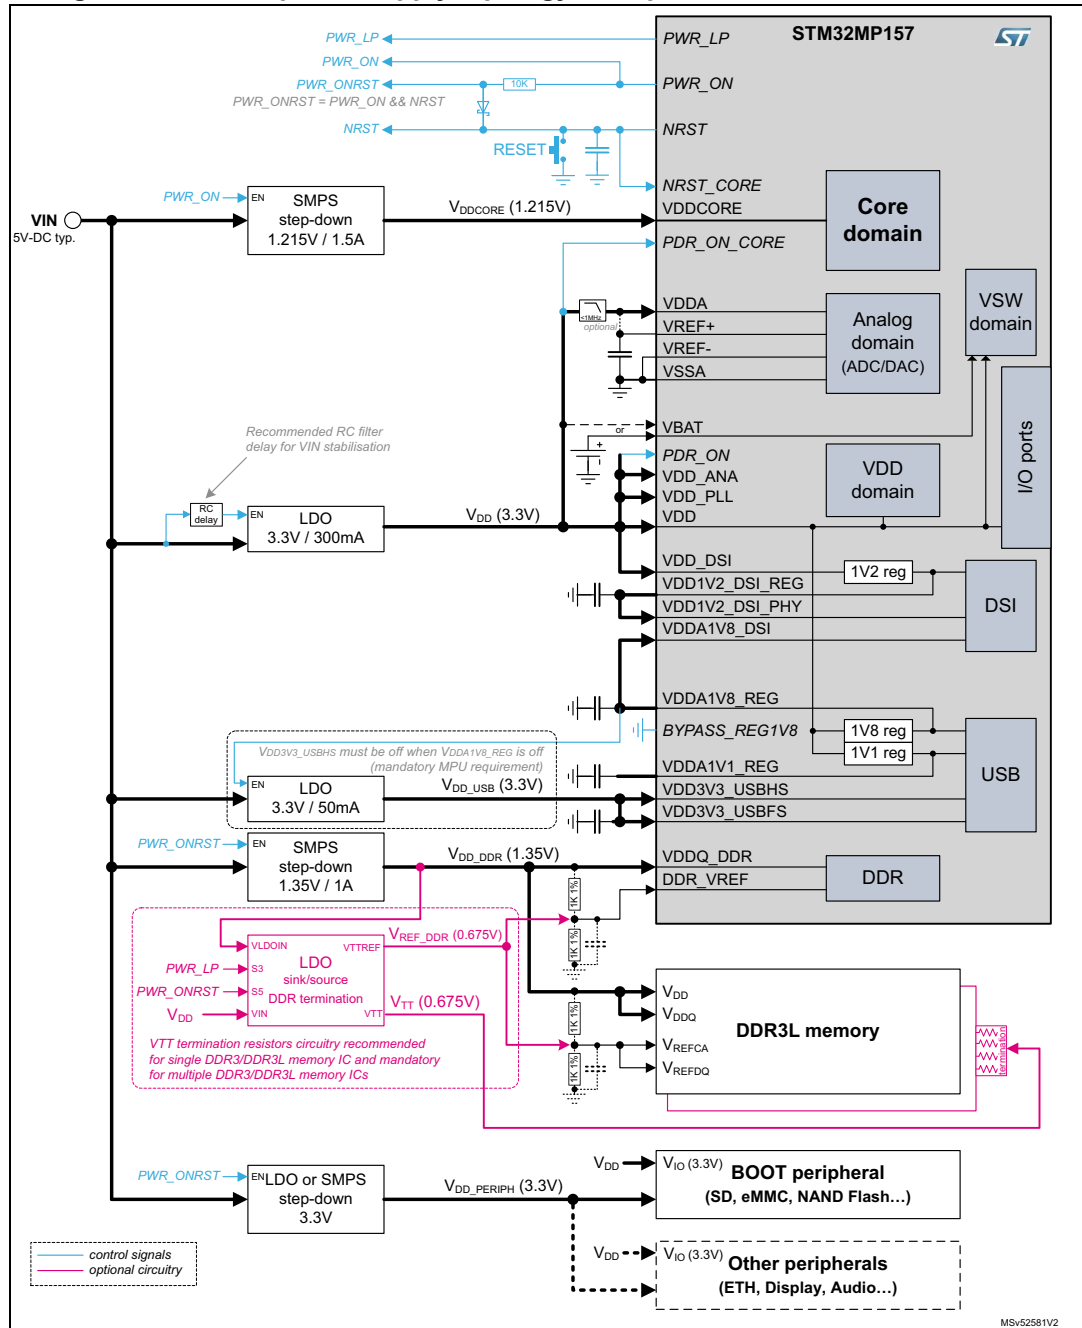 STM32MP157
PWR_LP
PWR_LP
PWR_ON
PWR_ONRST
10K
PWR_ON
PWR_ONRST = PWR_ON && NRST
NRST
NRST
RESET
NRST_CORE
PWR_ON
EN
SMPS
step-down
1.215V / 1.5A
VDDCORE (1.215V)
VDDCORE
Core
domain
VIN
5V-DC typ.
PDR_ON_CORE
<1MHz
optional
VDDA
VREF+
VREF-
VSSA
Analog
domain
(ADC/DAC)
VSW
domain
or
VBAT
+
Recommended RC filter
delay for VIN stabilisation
PDR_ON
VDD_ANA
VDD_PLL
VDD
VDD
domain
I/O ports
RC
delay
EN
LDO
3.3V / 300mA
VDD (3.3V)
VDD_DSI
1V2 reg
VDD1V2_DSI_REG
VDD1V2_DSI_PHY
VDDA1V8_DSI
DSI
VDDA1V8_REG
BYPASS_REG1V8
1V8 reg
1V1 reg
VDDA1V1_REG
VDD3V3_USBHS
VDD3V3_USBFS
USB
VDD3V3_USBHS must be off when VDDA1V8_REG is off
(mandatory MPU requirement)
EN
LDO
3.3V / 50mA
VDD_USB (3.3V)
PWR_ONRST
EN
SMPS
step-down
1.35V / 1A
VDD_DDR (1.35V)
VDDQ_DDR
DDR_VREF
DDR
1K 1%
1K 1%
VLDOIN
VTTREF
VREF_DDR (0.675V)
LDO
sink/source
DDR termination
PWR_LP
S3
PWR_ONRST
S5
VDD
VIN
VTT
VTT (0.675V)
VTT termination resistors circuitry recommended
for single DDR3/DDR3L memory IC and mandatory
for multiple DDR3/DDR3L memory ICs
1K 1%
1K 1%
VDD
VDDQ
VREFCA
VREFDQ
DDR3L memory
termination
PWR_ONRST
EN
LDO or SMPS
step-down
3.3V
VDD_PERIPH (3.3V)
VDD
VIO (3.3V)
BOOT peripheral
(SD, eMMC, NAND Flash…)
VDD
VIO (3.3V)
Other peripherals
(ETH, Display, Audio…)
control signals
optional circuitry
MSv52581V2